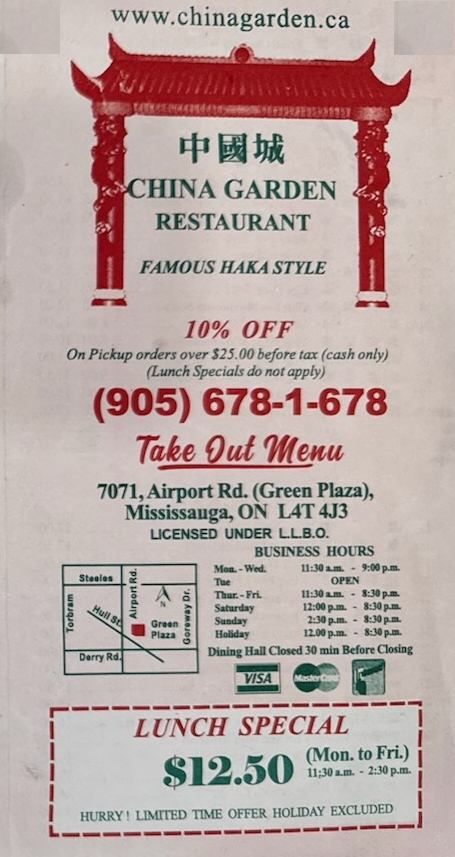 www.chinagarden.ca
中國城
CHINA GARDEN
RESTAURANT
FAMOUS HAKA STYLE
10% OFF
On Pickup orders over $25.00 before tax (cash only)
(Lunch Specials do not apply)
(905) 678-1-678
Take Out Menu
7071, Airport Rd. (Green Plaza),
Mississauga, ON L4T 4J3
LICENSED UNDER L.L.B.O.
BUSINESS HOURS
Mon. - Wed. 11:30 a.m. - 9:00 p.m.
Tue OPEN
Thur. - Fri. 11:30 a.m. - 8:30 p.m.
Saturday 12:00 p.m. - 8:30 p.m.
Sunday 2:30 p.m. - 8:30 p.m.
Holiday 12.00 p.m. - 8:30 p.m.
Dining Hall Closed 30 min Before Closing
Steeles
Torbram
Hull St.
Airport Rd.
N
Green
Plaza
Goreway Dr.
Derry Rd.
VISA
MasterCard
LUNCH SPECIAL
$12.50 (Mon. to Fri.)
11;30 a.m. - 2:30 p.m.
HURRY! LIMITED TIME OFFER HOLIDAY EXCLUDED